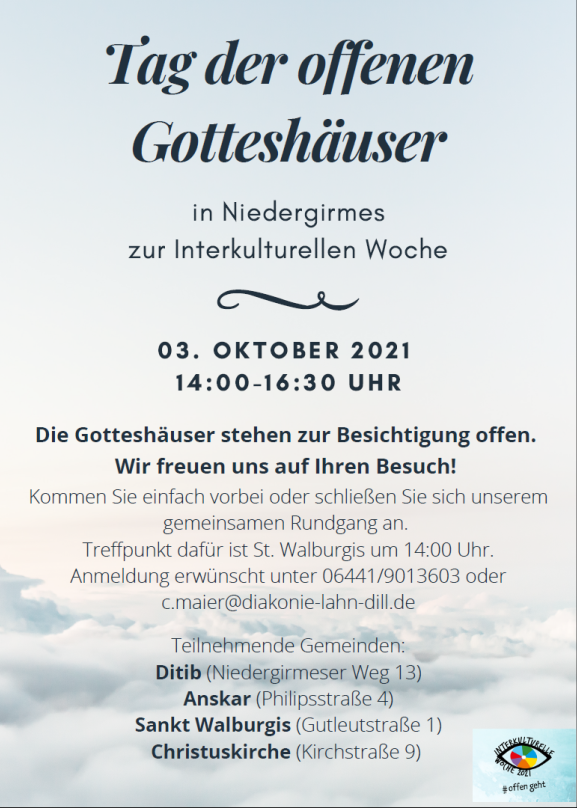 Tag der offenen
Gotteshäuser
in Niedergirmes
zur Interkulturellen Woche
03. OKTOBER 2021
14:00-16:30 UHR
Die Gotteshäuser stehen zur Besichtigung offen.
Wir freuen uns auf Ihren Besuch!
Kommen Sie einfach vorbei oder schließen Sie sich unserem
gemeinsamen Rundgang an.
Treffpunkt dafür ist St. Walburgis um 14:00 Uhr.
Anmeldung erwünscht unter 06441/9013603 oder
c.maier@diakonie-lahn-dill.de
Teilnehmende Gemeinden:
Ditib (Niedergirmeser Weg 13)
Anskar (Philipsstraße 4)
Sankt Walburgis (Gutleutstraße 1)
Christuskirche (Kirchstraße 9)
INTERKULTURELLE
WOCHE 2021
#offen geht